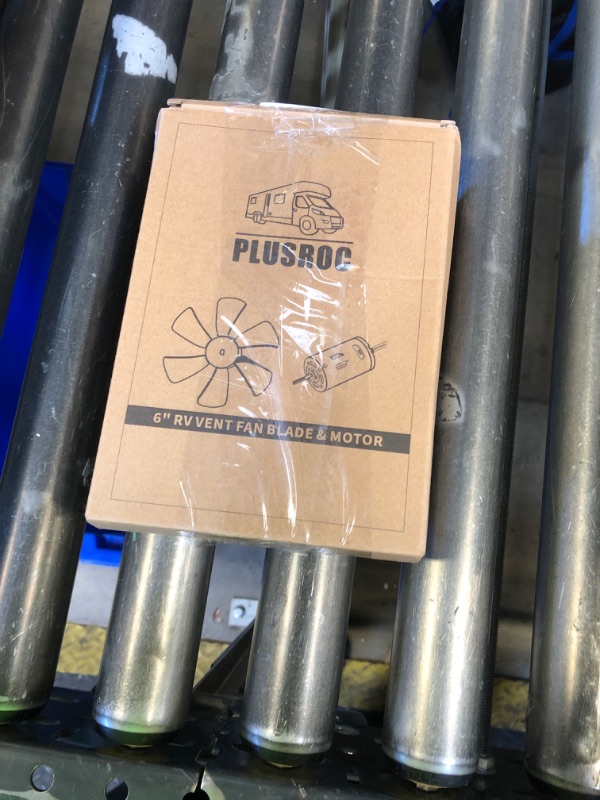 PLUSROC
6" RV VENT FAN BLADE & MOTOR